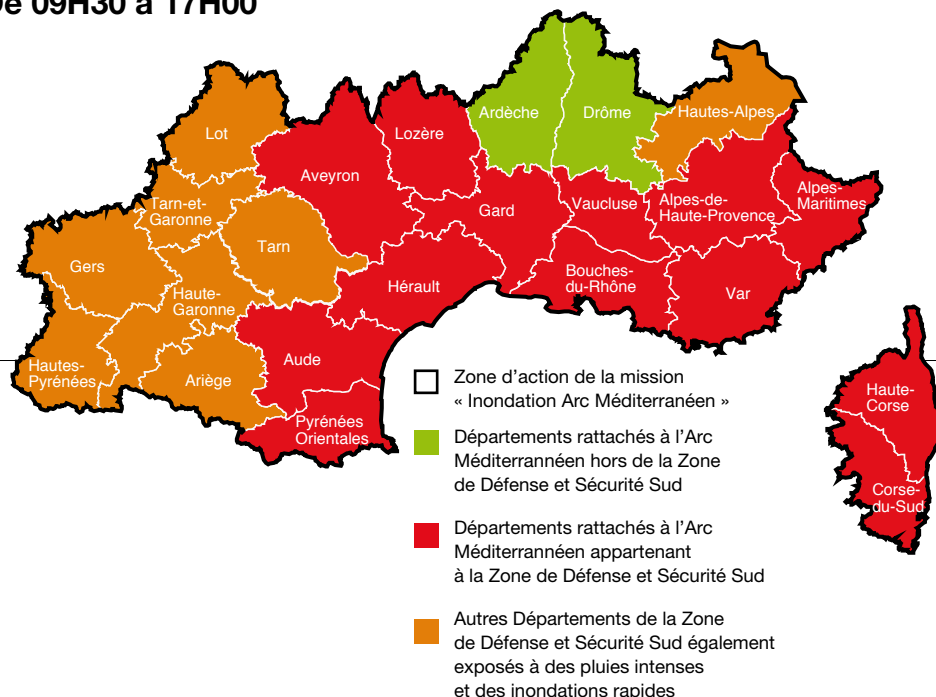 De 09H30 à 17H00
Ardèche
Drôme
Hautes-Alpes
Lot
Lozère
Aveyron
Alpes-
Maritimes
Tarn-et-
Garonne
Gard
Vaucluse
Alpes-de-
Haute-Provence
Tarn
Gers
Bouches-
du-Rhône
Hérault
Var
Haute-
Garonne
Aude
Hautes-
Pyrénées
Ariège
Pyrénées
Orientales
Haute-
Corse
Corse-
du-Sud
Zone d'action de la mission
« Inondation Arc Méditerranéen »
Départements rattachés à l'Arc
Méditerrannéen hors de la Zone
de Défense et Sécurité Sud
Départements rattachés à l'Arc
Méditerrannéen appartenant
à la Zone de Défense et Sécurité Sud
Autres Départements de la Zone
de Défense et Sécurité Sud également
exposés à des pluies intenses
et des inondations rapides